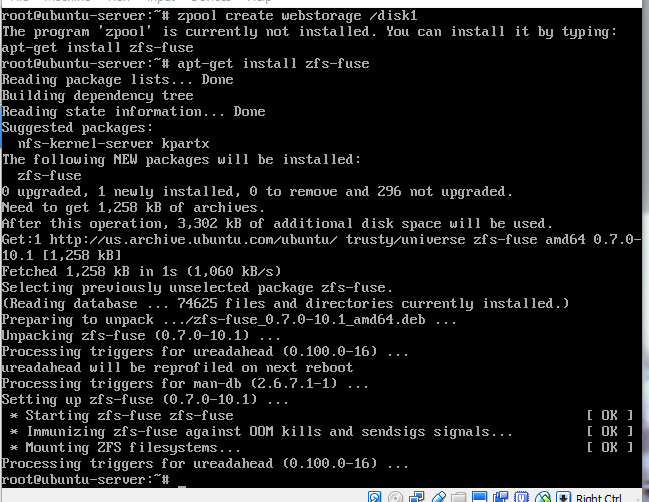 root@ubuntu-server:~# zpool create webstorage /disk1
The program 'zpool' is currently not installed. You can install it by typing:
apt-get install zfs-fuse
root@ubuntu-server:~# apt-get install zfs-fuse
Reading package lists... Done
Building dependency tree
Reading state information... Done
Suggested packages:
  nfs-kernel-server kpartx
The following NEW packages will be installed:
  zfs-fuse
0 upgraded, 1 newly installed, 0 to remove and 296 not upgraded.
Need to get 1,258 kB of archives.
After this operation, 3,302 kB of additional disk space will be used.
Get:1 http://us.archive.ubuntu.com/ubuntu/ trusty/universe zfs-fuse amd64 0.7.0-
10.1 [1,258 kB]
Fetched 1,258 kB in 1s (1,060 kB/s)
Selecting previously unselected package zfs-fuse.
(Reading database ... 74625 files and directories currently installed.)
Preparing to unpack .../zfs-fuse_0.7.0-10.1_amd64.deb ...
Unpacking zfs-fuse (0.7.0-10.1) ...
Processing triggers for ureadahead (0.100.0-16) ...
ureadahead will be reprofiled on next reboot
Processing triggers for man-db (2.6.7.1-1) ...
Setting up zfs-fuse (0.7.0-10.1) ...
 * Starting zfs-fuse zfs-fuse [ OK ]
 * Immunizing zfs-fuse against OOM kills and sendsigs signals... [ OK ]
 * Mounting ZFS filesystems... [ OK ]
Processing triggers for ureadahead (0.100.0-16) ...
root@ubuntu-server:~# _
Right Ctrl